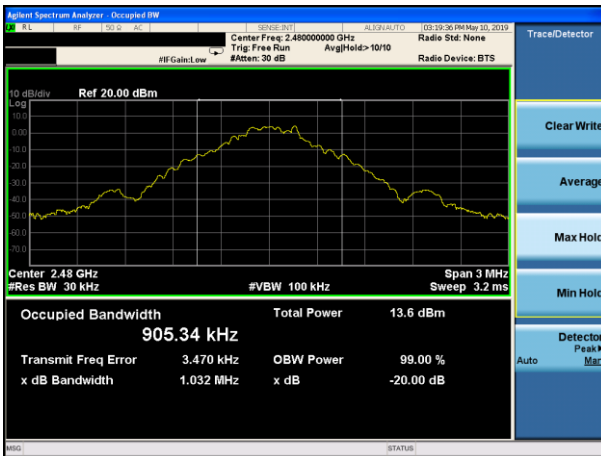 Agilent Spectrum Analyzer - Occupied BW
RL RF 50 Ω AC SENSE:INT ALIGNAUTO 03:19:36 PM May 10, 2019
Center Freq: 2.480000000 GHz Radio Std: None
Trig: Free Run Avg|Hold:>10/10
#IFGain:Low #Atten: 30 dB Radio Device: BTS
10 dB/div Ref 20.00 dBm
Log
10.0
0.00
-10.0
-20.0
-30.0
-40.0
-50.0
-60.0
-70.0
Center 2.48 GHz Span 3 MHz
#Res BW 30 kHz #VBW 100 kHz Sweep 3.2 ms
Occupied Bandwidth Total Power 13.6 dBm
905.34 kHz
Transmit Freq Error 3.470 kHz OBW Power 99.00 %
x dB Bandwidth 1.032 MHz x dB -20.00 dB
MSG STATUS
Trace/Detector
Clear Write
Average
Max Hold
Min Hold
Detector
Peak
Auto Man